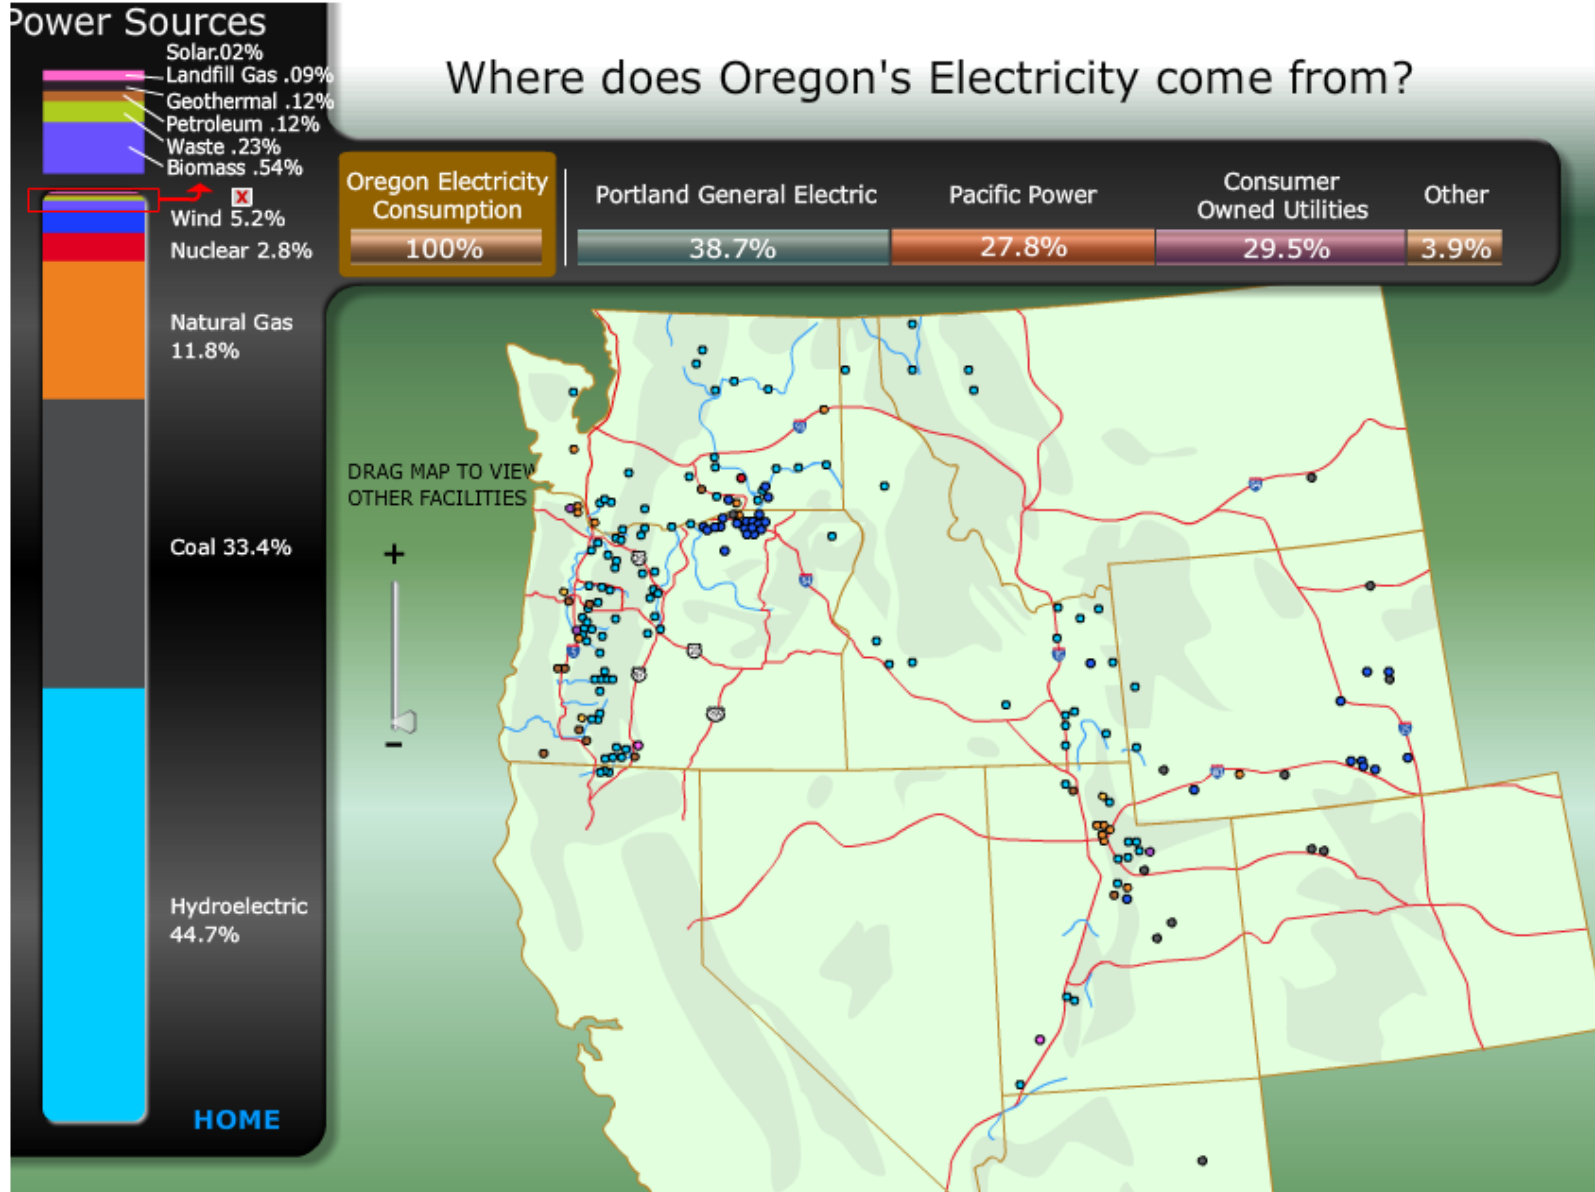 Power Sources
Solar.02%
Landfill Gas .09%
Geothermal .12%
Petroleum .12%
Waste .23%
Biomass .54%
X
Wind 5.2%
Nuclear 2.8%
Natural Gas
11.8%
Coal 33.4%
Hydroelectric
44.7%
HOME
Where does Oregon's Electricity come from?
Oregon Electricity
Consumption
100%
Portland General Electric
38.7%
Pacific Power
27.8%
Consumer
Owned Utilities
29.5%
Other
3.9%
DRAG MAP TO VIEW
OTHER FACILITIES
+
-